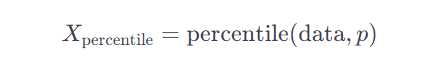 X_percentile = percentile(data, p)